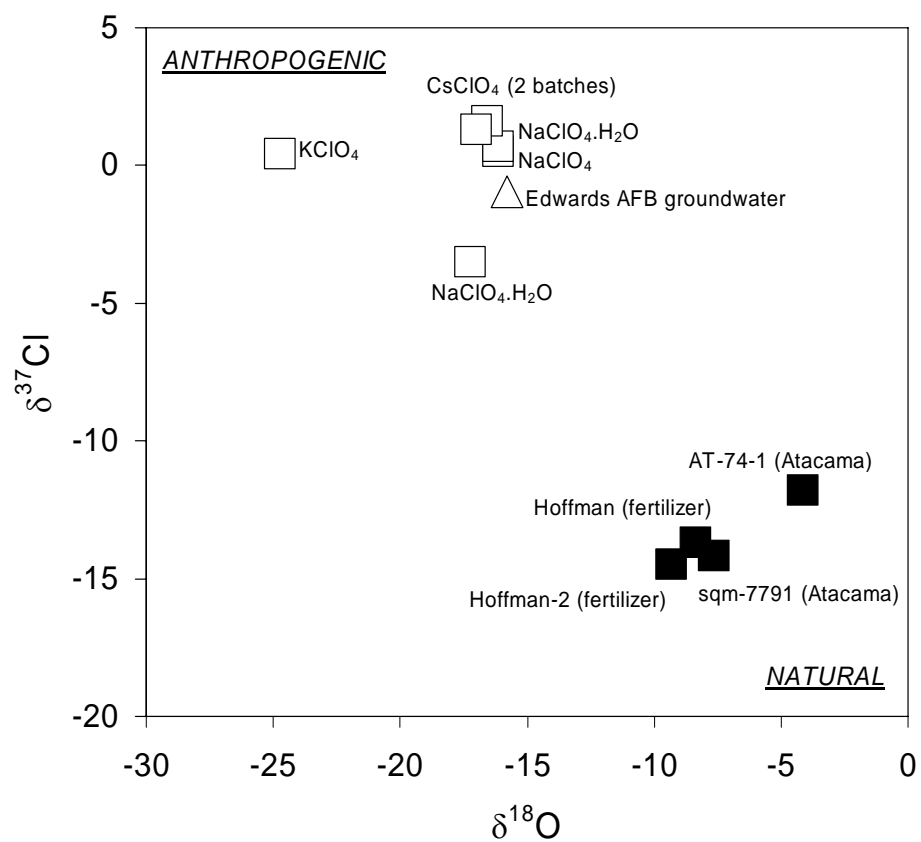 5
ANTHROPOGENIC
CsClO₄ (2 batches)
NaClO₄.H₂O
KClO₄
0
NaClO₄
Edwards AFB groundwater
NaClO₄.H₂O
-5
δ³⁷Cl
-10
AT-74-1 (Atacama)
Hoffman (fertilizer)
-15
Hoffman-2 (fertilizer)
sqm-7791 (Atacama)
NATURAL
-20
-30 -25 -20 -15 -10 -5 0
δ¹⁸O